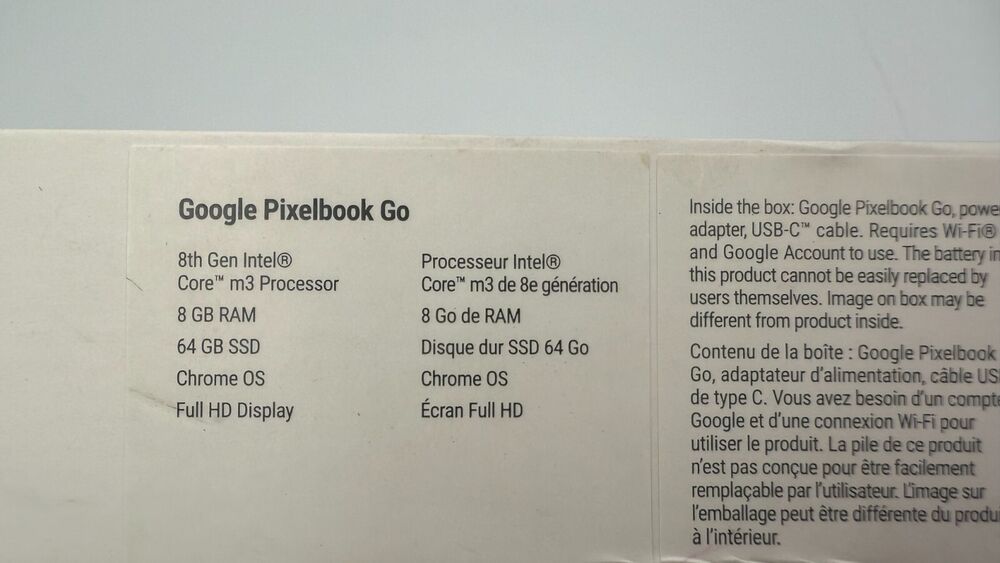 Google Pixelbook Go
8th Gen Intel®
Core™ m3 Processor
8 GB RAM
64 GB SSD
Chrome OS
Full HD Display
Processeur Intel®
Core™ m3 de 8e génération
8 Go de RAM
Disque dur SSD 64 Go
Chrome OS
Écran Full HD
Inside the box: Google Pixelbook Go, powe
adapter, USB-C™ cable. Requires Wi-Fi®
and Google Account to use. The battery in
this product cannot be easily replaced by
users themselves. Image on box may be
different from product inside.
Contenu de la boîte : Google Pixelbook
Go, adaptateur d'alimentation, câble US
de type C. Vous avez besoin d'un compte
Google et d'une connexion Wi-Fi pour
utiliser le produit. La pile de ce produit
n'est pas conçue pour être facilement
remplaçable par l'utilisateur. L'image sur
l'emballage peut être différente du produi
à l'intérieur.